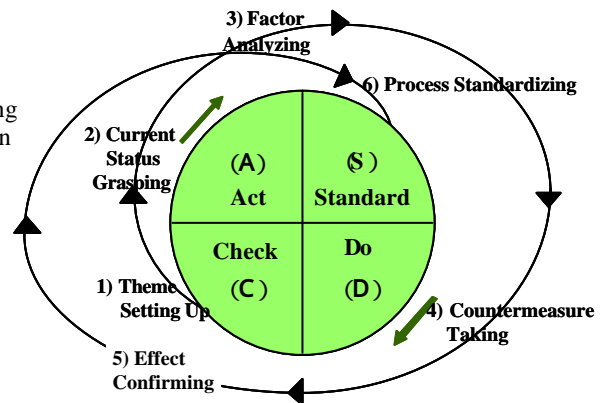 3) Factor
Analyzing
6) Process Standardizing
ng
n
2) Current
Status
Grasping
(A)
Act
(S)
Standard
Check
(C)
Do
(D)
1) Theme
Setting Up
4) Countermeasure
Taking
5) Effect
Confirming